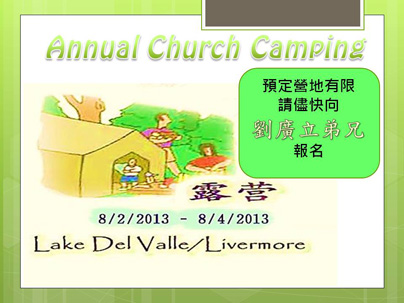 Annual Church Camping
預定營地有限
請儘快向
劉廣立弟兄
報名
露营
8/2/2013 - 8/4/2013
Lake Del Valle/Livermore